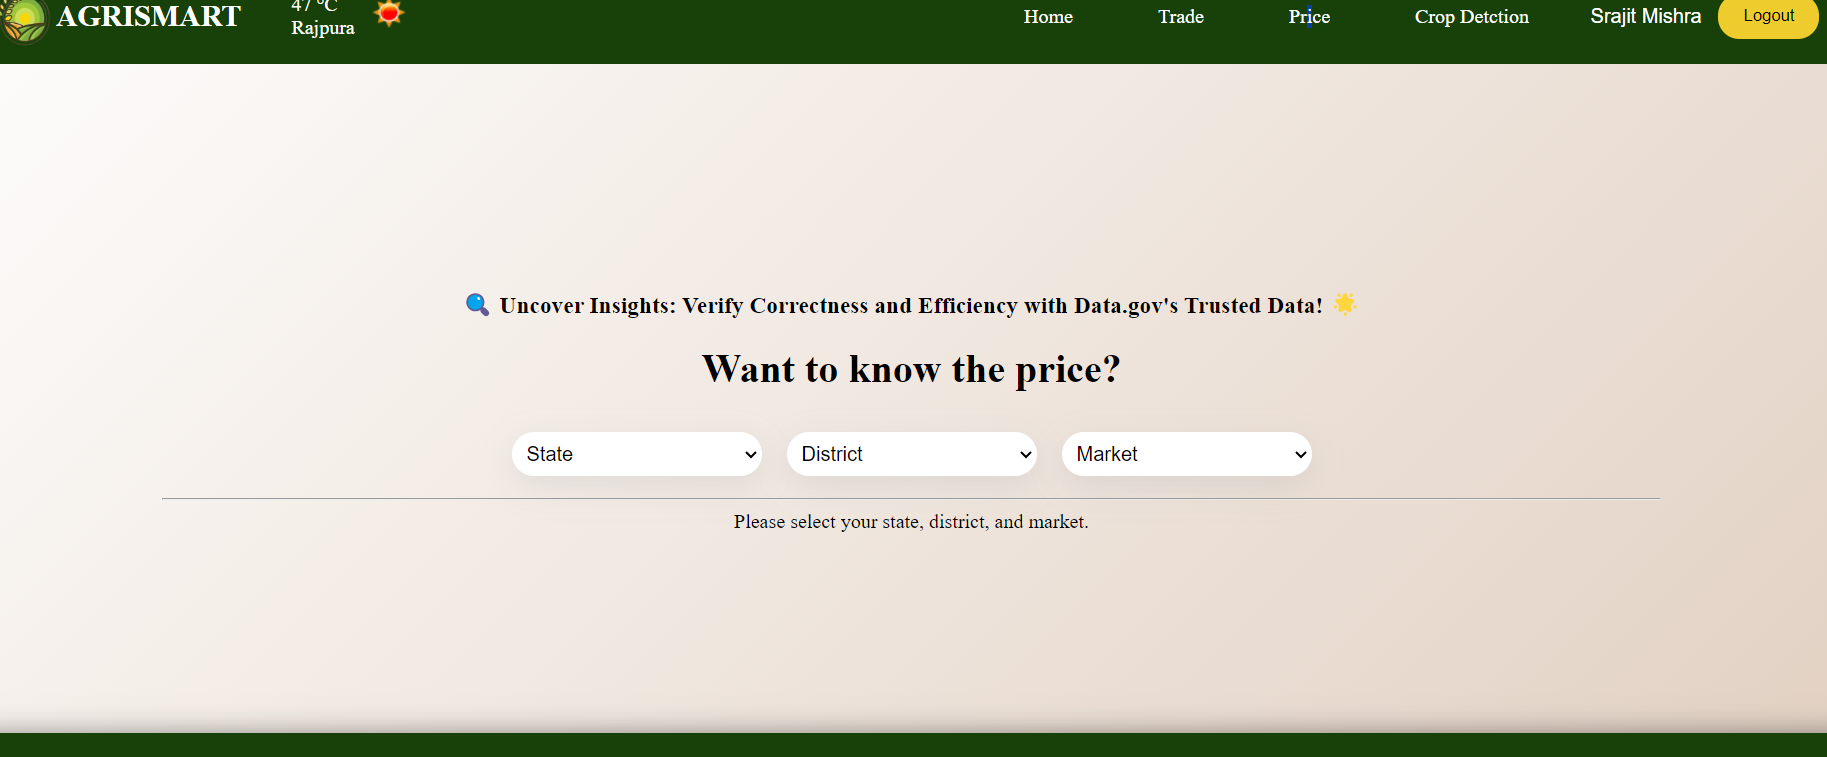 AGRISMART
47 °C
Rajpura
Home Trade Price Crop Detction Srajit Mishra Logout
Uncover Insights: Verify Correctness and Efficiency with Data.gov's Trusted Data!
Want to know the price?
State District Market
Please select your state, district, and market.